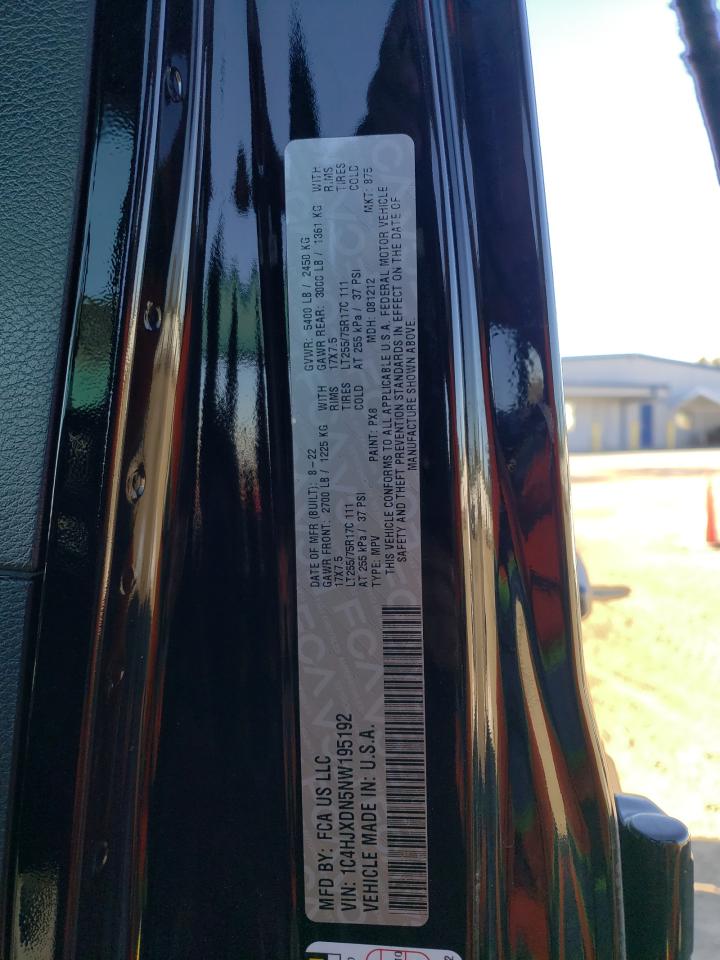 MFD BY: FCA US LLC
VIN: 1C4HJXDN5NW195192
VEHICLE MADE IN: U.S.A.
DATE OF MFR (BUILT): 8-22 GVWR: 5400 LB / 2450 KG
GAWR FRONT: 2700 LB / 1225 KG WITH GAWR REAR: 3000 LB / 1361 KG WITH
17X7.5 RIMS 17X7.5 RIMS
LT255/75R17C 111 TIRES LT255/75R17C 111 TIRES
AT 255 kPa / 37 PSI COLD AT 255 kPa / 37 PSI COLD
TYPE: MPV PAINT: PX8 MDH: 081212 MKT: 875
THIS VEHICLE CONFORMS TO ALL APPLICABLE U.S.A. FEDERAL MOTOR VEHICLE
SAFETY AND THEFT PREVENTION STANDARDS IN EFFECT ON THE DATE OF
MANUFACTURE SHOWN ABOVE.